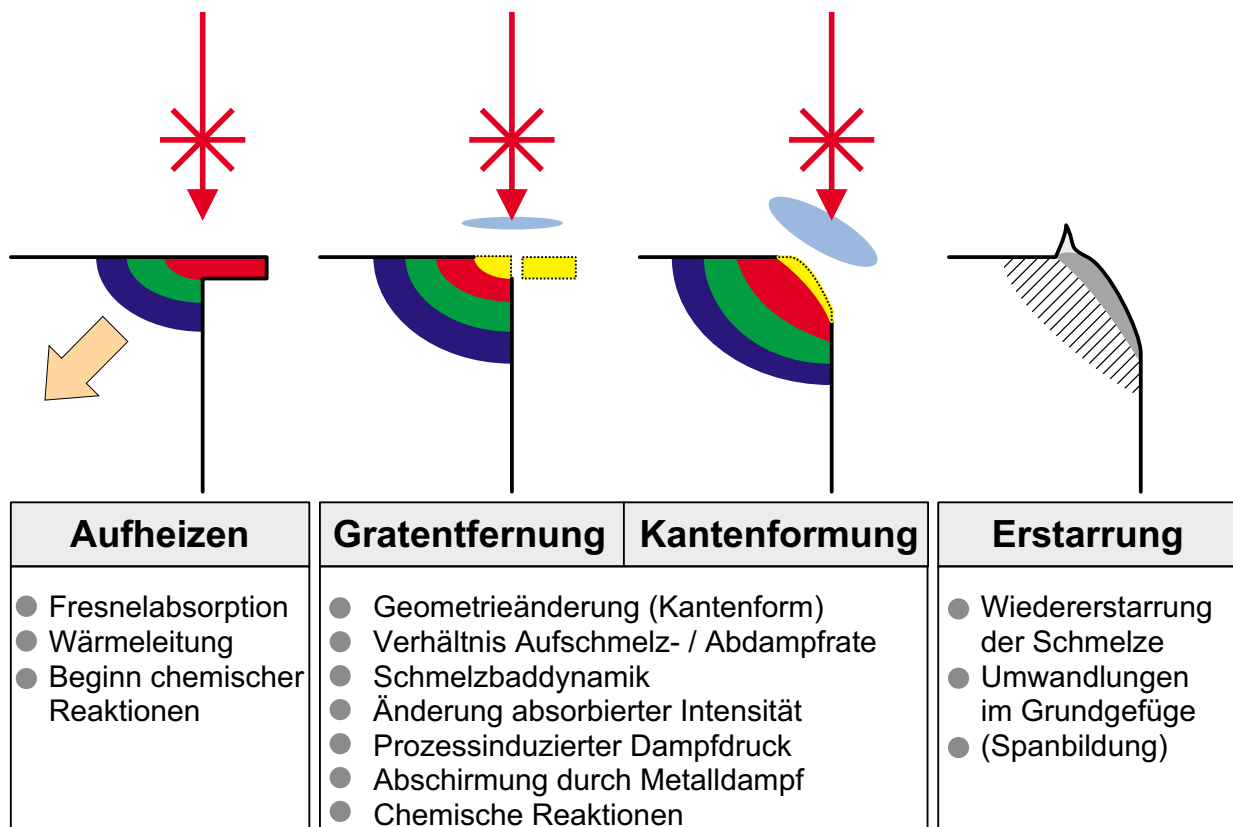 Aufheizen
Fresnelabsorption
Wärmeleitung
Beginn chemischer
Reaktionen
Gratentfernung
Kantenformung
Geometrieänderung (Kantenform)
Verhältnis Aufschmelz- / Abdampfrate
Schmelzbaddynamik
Änderung absorbierter Intensität
Prozessinduzierter Dampfdruck
Abschirmung durch Metalldampf
Chemische Reaktionen
Erstarrung
Wiedererstarrung
der Schmelze
Umwandlungen
im Grundgefüge
(Spanbildung)